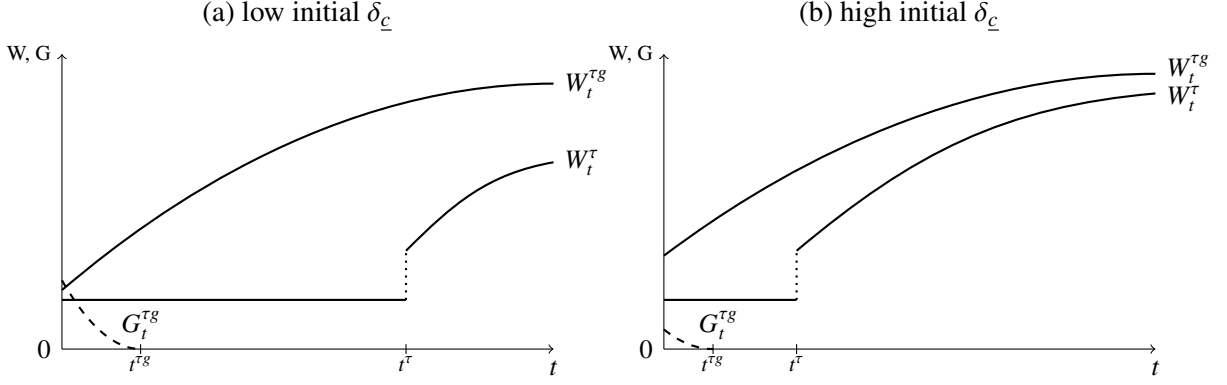 (a) low initial δ_c̲
W, G
W_t^{τg}
W_t^τ
G_t^{τg}
0
t^{τg}
t^τ
t
(b) high initial δ_c̲
W, G
W_t^{τg}
W_t^τ
G_t^{τg}
0
t^{τg}
t^τ
t